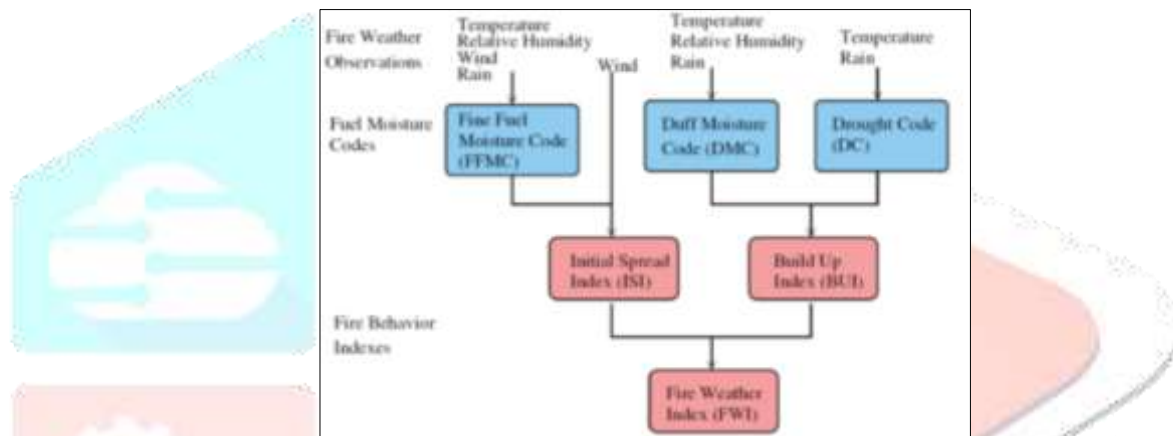 Fire Weather
Observations
Temperature
Relative Humidity
Wind
Rain
Wind
Temperature
Relative Humidity
Rain
Temperature
Rain
Fuel Moisture
Codes
Fine Fuel
Moisture Code
(FFMC)
Duff Moisture
Code (DMC)
Drought Code
(DC)
Initial Spread
Index (ISI)
Build Up
Index (BUI)
Fire Behavior
Indexes
Fire Weather
Index (FWI)